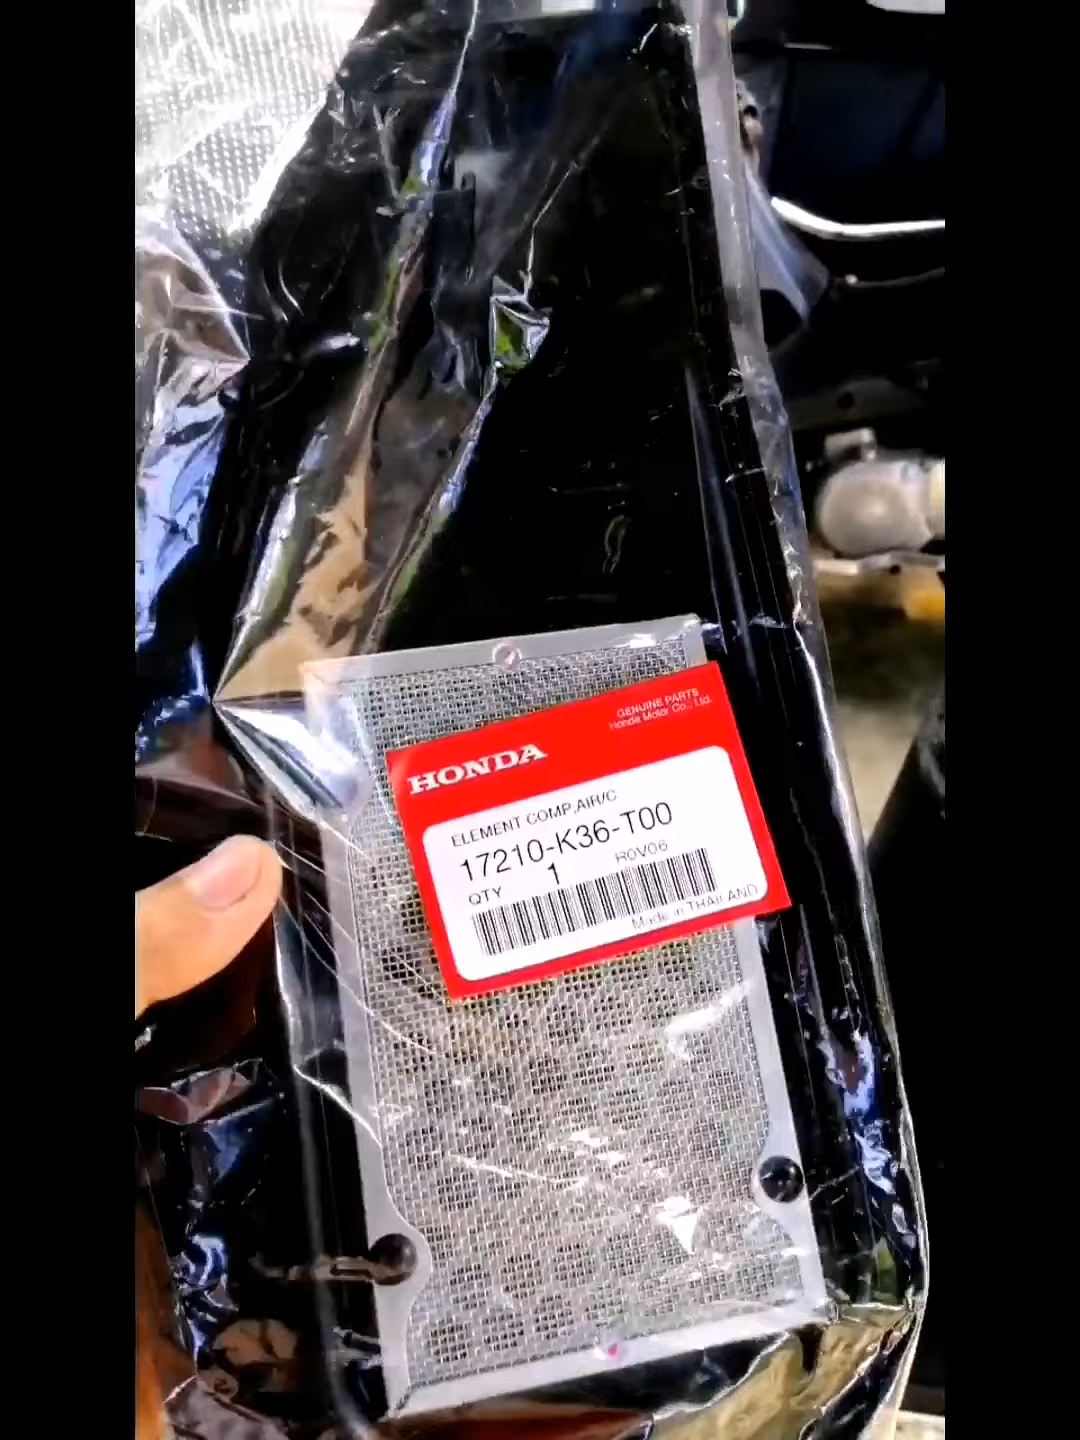 GENUINE PARTS
Honda Motor Co., Ltd.
HONDA
ELEMENT COMP,AIR/C
17210-K36-T00
QTY 1 R0V06
Made in THAILAND